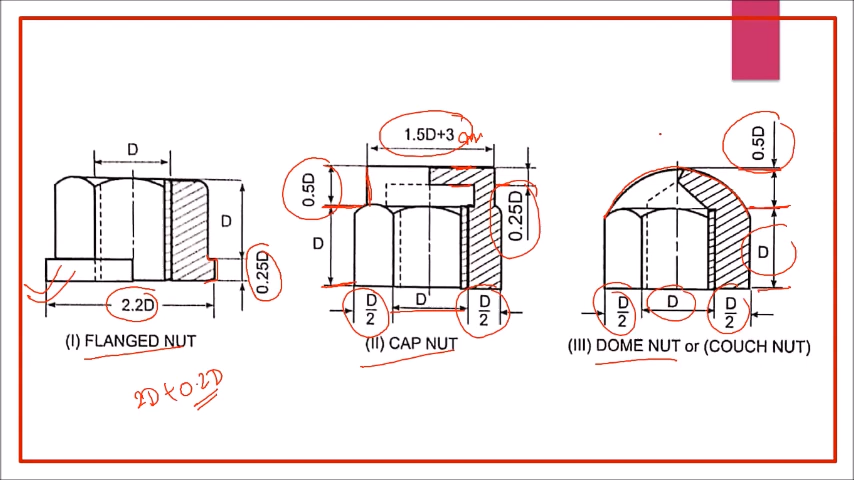 D
D
0.25D
2.2D
(I) FLANGED NUT
2D+0.2D
1.5D+3
0.5D
D
0.25D
D/2
D
D/2
(II) CAP NUT
0.5D
D
D/2
D
D/2
(III) DOME NUT or (COUCH NUT)